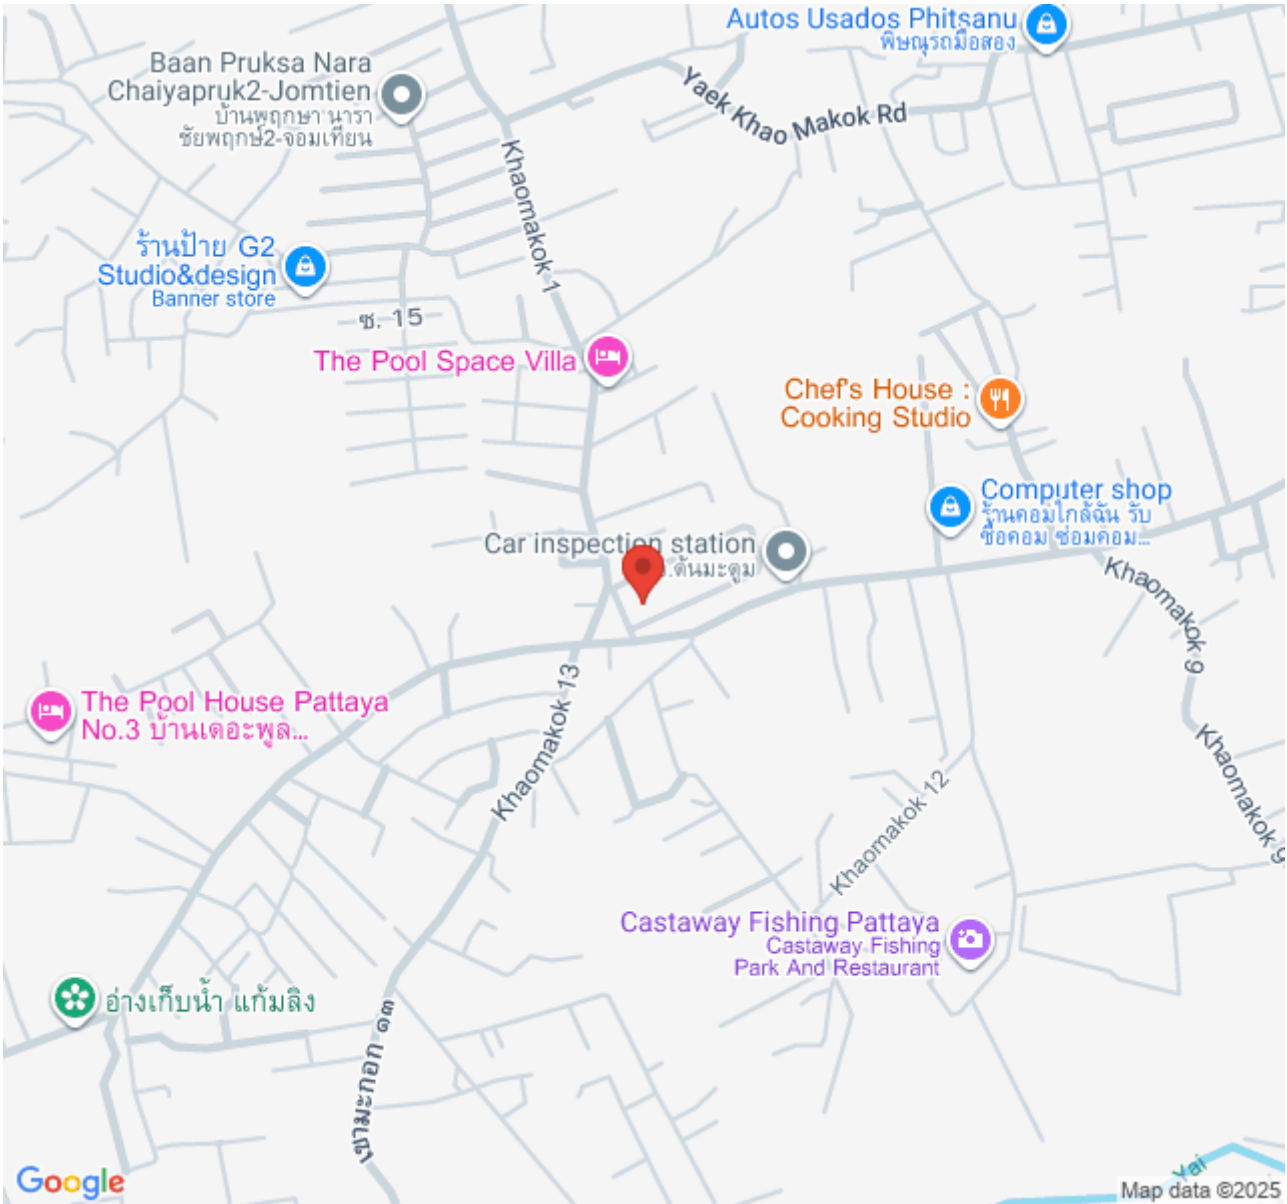 Autos Usados Phitsanu
พิษณุรถมือสอง
Baan Pruksa Nara
Chaiyapruk2-Jomtien
บ้านพฤกษา นารา
ชัยพฤกษ์2-จอมเทียน
Yaek Khao Makok Rd
Khaomakok 1
ร้านป้าย G2
Studio&design
Banner store
ซ. 15
The Pool Space Villa
Chef's House :
Cooking Studio
Computer shop
ร้านคอมใกล้ฉัน รับ
ซื้อคอม ซ่อมคอม...
Car inspection station
.ต้นมะตูม
Khaomakok 9
The Pool House Pattaya
No.3 บ้านเดอะพูล...
Khaomakok 13
Khaomakok 9
Khaomakok 12
Castaway Fishing Pattaya
Castaway Fishing
Park And Restaurant
อ่างเก็บน้ำ แก้มลิง
เขามะกอก ๑๓
Yai
Google
Map data ©2025